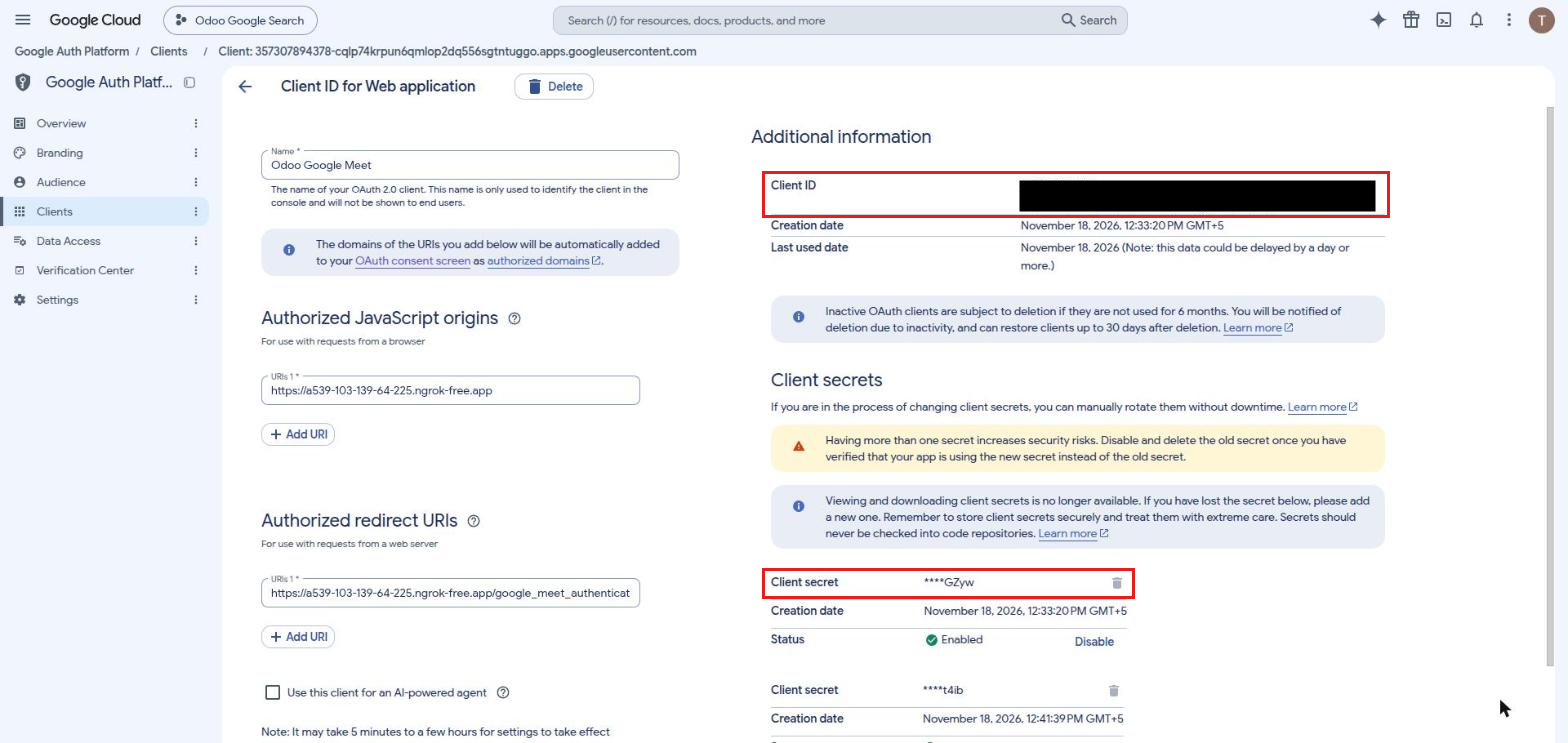 Google Cloud
Odoo Google Search
Search (/) for resources, docs, products, and more
Search
T
Google Auth Platform / Clients / Client: 357307894378-cqlp74krpun6qmlop2dq556sgtntuggo.apps.googleusercontent.com
Google Auth Platf...
Overview
Branding
Audience
Clients
Data Access
Verification Center
Settings
Client ID for Web application
Delete
Name *
Odoo Google Meet
The name of your OAuth 2.0 client. This name is only used to identify the client in the
console and will not be shown to end users.
The domains of the URIs you add below will be automatically added
to your OAuth consent screen as authorized domains.
Authorized JavaScript origins
For use with requests from a browser
URIs 1 *
https://a539-103-139-64-225.ngrok-free.app
+ Add URI
Authorized redirect URIs
For use with requests from a web server
URIs 1 *
https://a539-103-139-64-225.ngrok-free.app/google_meet_authenticat
+ Add URI
Use this client for an AI-powered agent
Note: It may take 5 minutes to a few hours for settings to take effect
Additional information
Client ID
Creation date November 18, 2026, 12:33:20 PM GMT+5
Last used date November 18, 2026 (Note: this data could be delayed by a day or
more.)
Inactive OAuth clients are subject to deletion if they are not used for 6 months. You will be notified of
deletion due to inactivity, and can restore clients up to 30 days after deletion. Learn more
Client secrets
If you are in the process of changing client secrets, you can manually rotate them without downtime. Learn more
Having more than one secret increases security risks. Disable and delete the old secret once you have
verified that your app is using the new secret instead of the old secret.
Viewing and downloading client secrets is no longer available. If you have lost the secret below, please add
a new one. Remember to store client secrets securely and treat them with extreme care. Secrets should
never be checked into code repositories. Learn more
Client secret ****GZyw
Creation date November 18, 2026, 12:33:20 PM GMT+5
Status Enabled Disable
Client secret ****t4ib
Creation date November 18, 2026, 12:41:39 PM GMT+5